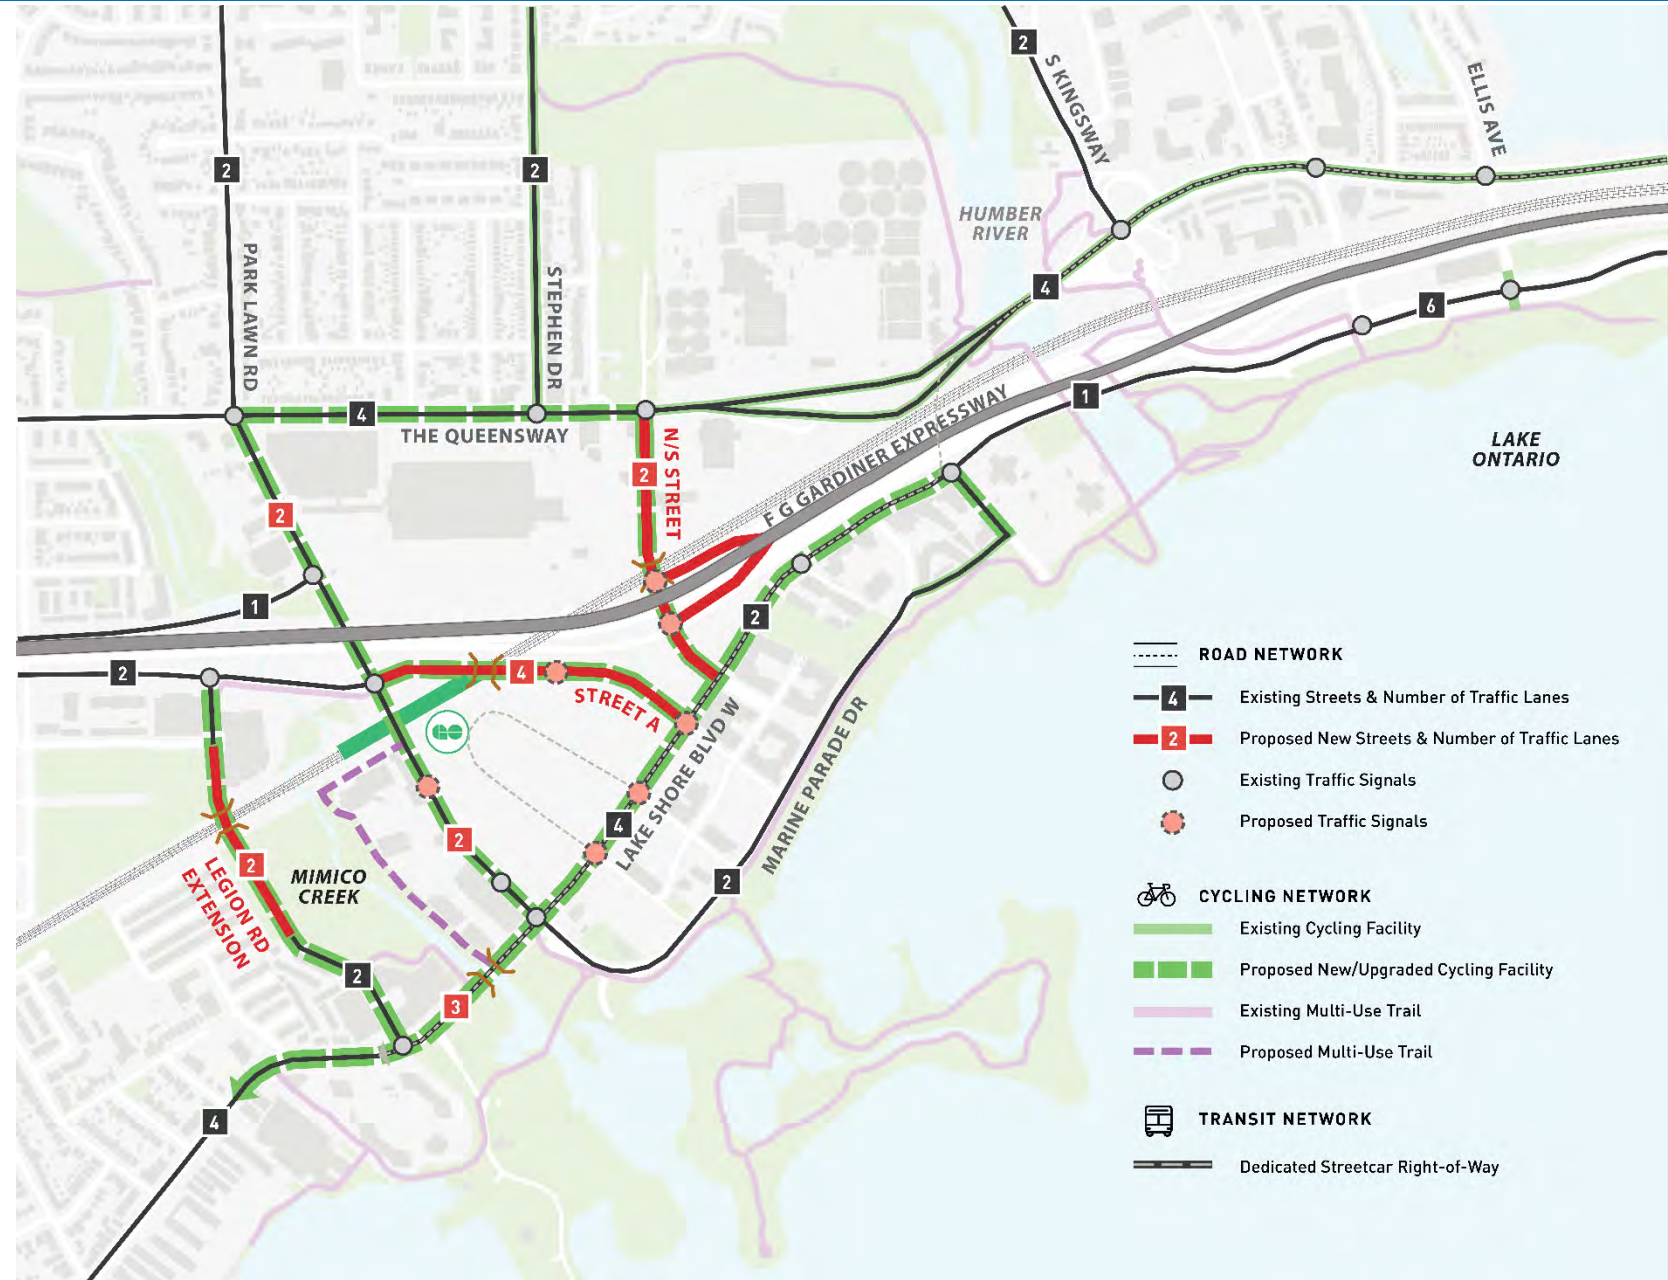 2
S KINGSWAY
ELLIS AVE
2
2
HUMBER
RIVER
PARK LAWN RD
STEPHEN DR
4
6
1
4
THE QUEENSWAY
N/S STREET
2
F G GARDINER EXPRESSWAY
LAKE
ONTARIO
2
1
2
2
4
STREET A
LAKE SHORE BLVD W
MARINE PARADE DR
2
4
2
2
LEGION RD
EXTENSION
MIMICO
CREEK
2
3
4
ROAD NETWORK
4 Existing Streets & Number of Traffic Lanes
2 Proposed New Streets & Number of Traffic Lanes
Existing Traffic Signals
Proposed Traffic Signals
CYCLING NETWORK
Existing Cycling Facility
Proposed New/Upgraded Cycling Facility
Existing Multi-Use Trail
Proposed Multi-Use Trail
TRANSIT NETWORK
Dedicated Streetcar Right-of-Way